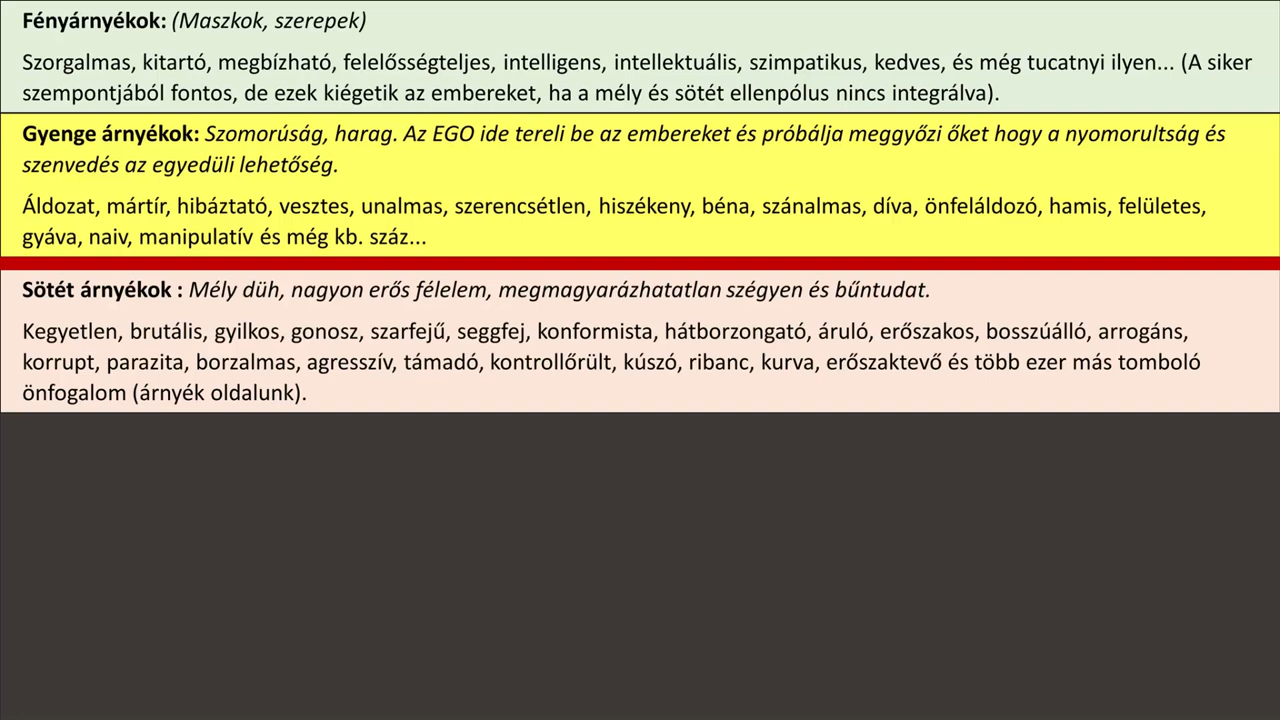 Fényárnyékok: (Maszkok, szerepek)
Szorgalmas, kitartó, megbízható, felelősségteljes, intelligens, intellektuális, szimpatikus, kedves, és még tucatnyi ilyen... (A siker
szempontjából fontos, de ezek kiégetik az embereket, ha a mély és sötét ellenpólus nincs integrálva).
Gyenge árnyékok: Szomorúság, harag. Az EGO ide tereli be az embereket és próbálja meggyőzi őket hogy a nyomorultság és
szenvedés az egyedüli lehetőség.
Áldozat, mártír, hibáztató, vesztes, unalmas, szerencsétlen, hiszékeny, béna, szánalmas, díva, önfeláldozó, hamis, felületes,
gyáva, naiv, manipulatív és még kb. száz...
Sötét árnyékok : Mély düh, nagyon erős félelem, megmagyarázhatatlan szégyen és bűntudat.
Kegyetlen, brutális, gyilkos, gonosz, szarfejű, seggfej, konformista, hátborzongató, áruló, erőszakos, bosszúálló, arrogáns,
korrupt, parazita, borzalmas, agresszív, támadó, kontrollőrült, kúszó, ribanc, kurva, erőszaktevő és több ezer más tomboló
önfogalom (árnyék oldalunk).